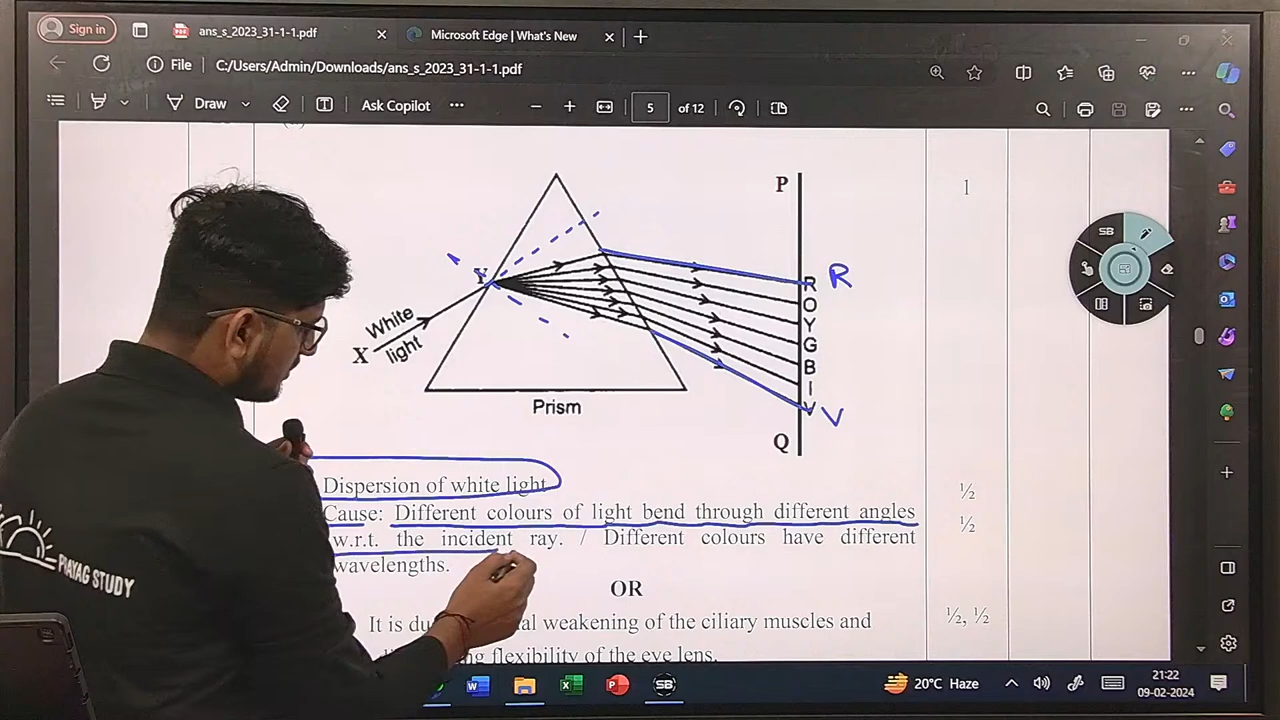 Sign in
ans_s_2023_31-1-1.pdf
Microsoft Edge | What's New
File
C:/Users/Admin/Downloads/ans_s_2023_31-1-1.pdf
Draw
Ask Copilot
5 of 12
SB
P
1
Y
R R
O
Y
G
B
I
V V
White
X light
Prism
Q
Dispersion of white light
½
Cause: Different colours of light bend through different angles
½
w.r.t. the incident ray. / Different colours have different
wavelengths.
OR
It is weakening of the ciliary muscles and
½, ½
flexibility of the eye lens.
PRAYAG STUDY
SB
20°C Haze
21:22
09-02-2024